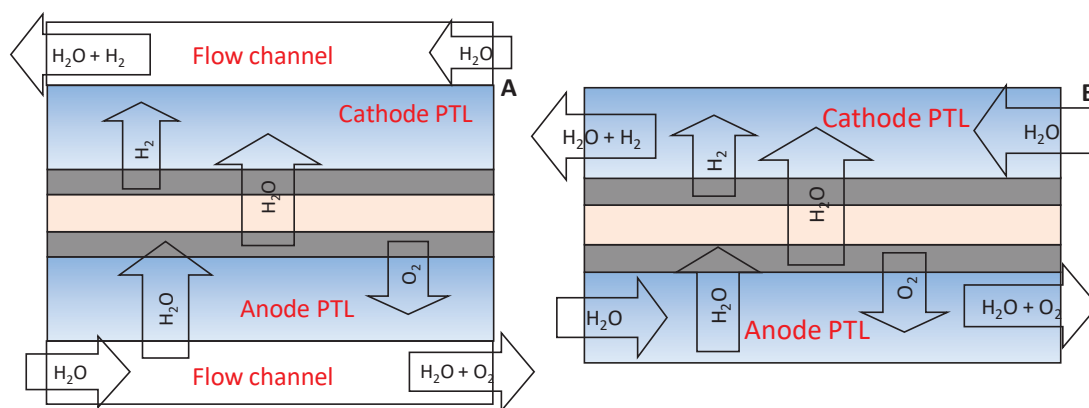 H₂O + H₂
Flow channel
H₂O
A
Cathode PTL
H₂
H₂O
H₂O
O₂
Anode PTL
H₂O
Flow channel
H₂O + O₂
B
Cathode PTL
H₂O + H₂
H₂O
H₂
H₂O
H₂O
H₂O
O₂
Anode PTL
H₂O + O₂